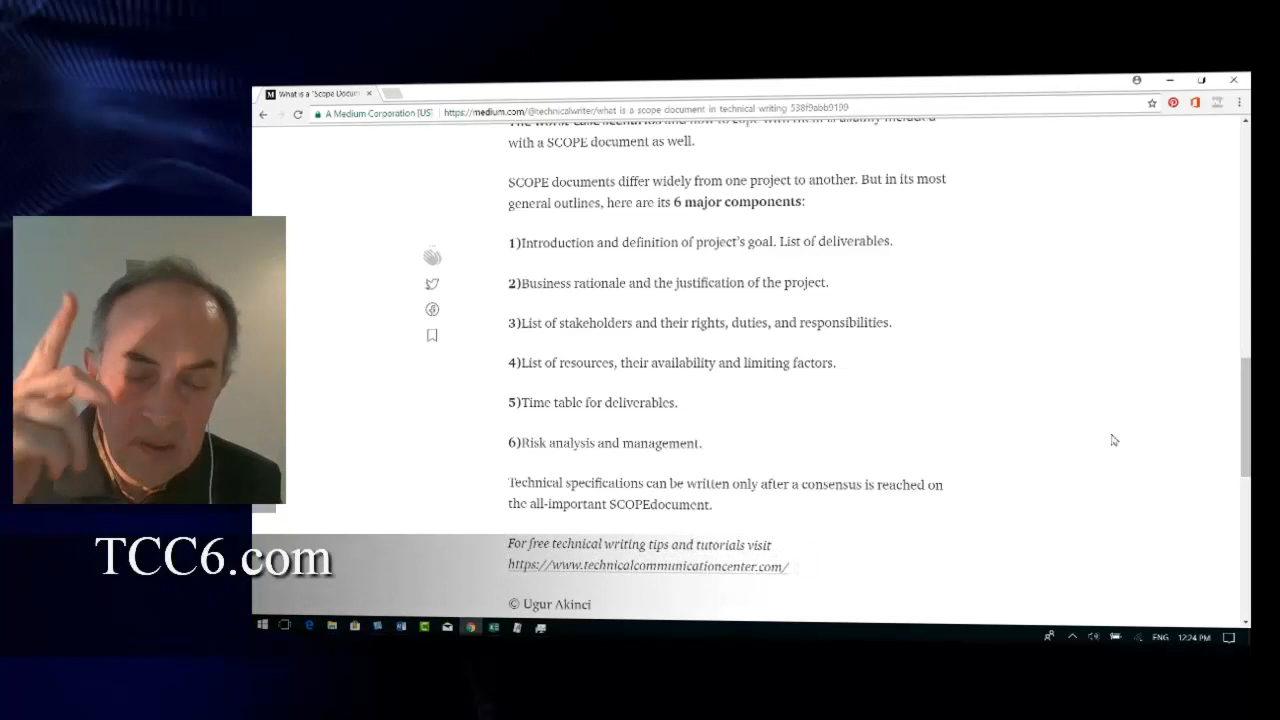 What is a "Scope Docum
A Medium Corporation [US]
https://medium.com/@technicalwriter/what is a scope document in technical writing 538f9abb9199
with a SCOPE document as well.
SCOPE documents differ widely from one project to another. But in its most
general outlines, here are its 6 major components:
1)Introduction and definition of project's goal. List of deliverables.
2)Business rationale and the justification of the project.
3)List of stakeholders and their rights, duties, and responsibilities.
4)List of resources, their availability and limiting factors.
5)Time table for deliverables.
6)Risk analysis and management.
Technical specifications can be written only after a consensus is reached on
the all-important SCOPEdocument.
For free technical writing tips and tutorials visit
https://www.technicalcommunicationcenter.com/
© Ugur Akinci
TCC6.com
ENG
12:24 PM